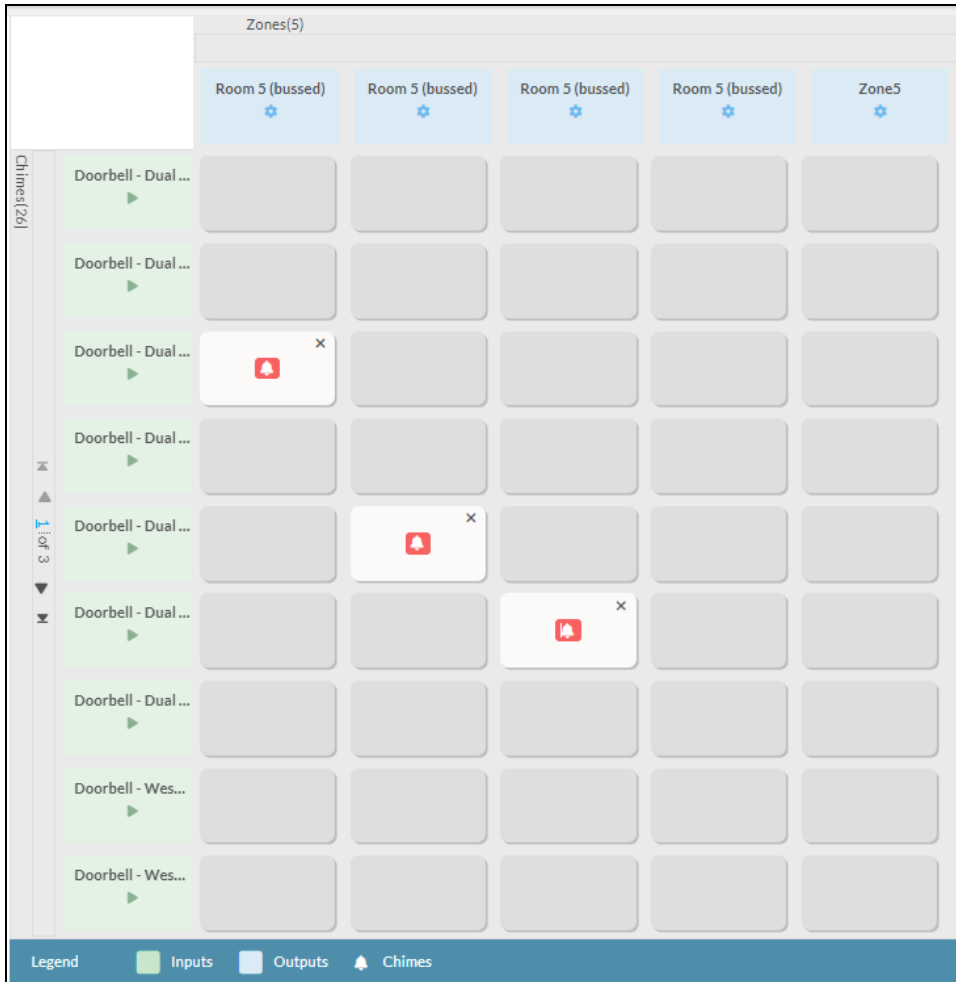 Zones(5)
Room 5 (bussed)
Room 5 (bussed)
Room 5 (bussed)
Room 5 (bussed)
Zone5
Chimes(26)
1 of 3
Doorbell - Dual ...
Doorbell - Dual ...
Doorbell - Dual ...
Doorbell - Dual ...
Doorbell - Dual ...
Doorbell - Dual ...
Doorbell - Dual ...
Doorbell - Wes...
Doorbell - Wes...
Legend
Inputs
Outputs
Chimes